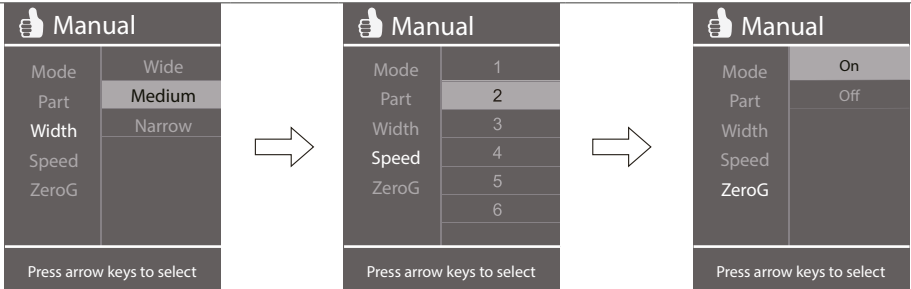 Manual
Mode
Part
Width
Speed
ZeroG
Wide
Medium
Narrow
Press arrow keys to select
Manual
Mode
Part
Width
Speed
ZeroG
1
2
3
4
5
6
Press arrow keys to select
Manual
Mode
Part
Width
Speed
ZeroG
On
Off
Press arrow keys to select